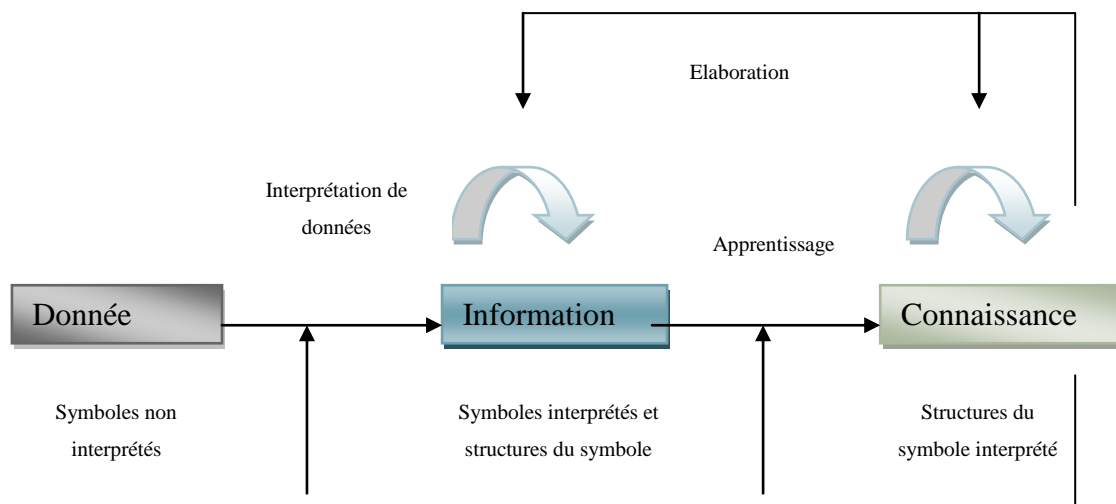 Elaboration
Interprétation de
données
Apprentissage
Donnée
Information
Connaissance
Symboles non
interprétés
Symboles interprétés et
structures du symbole
Structures du
symbole interprété